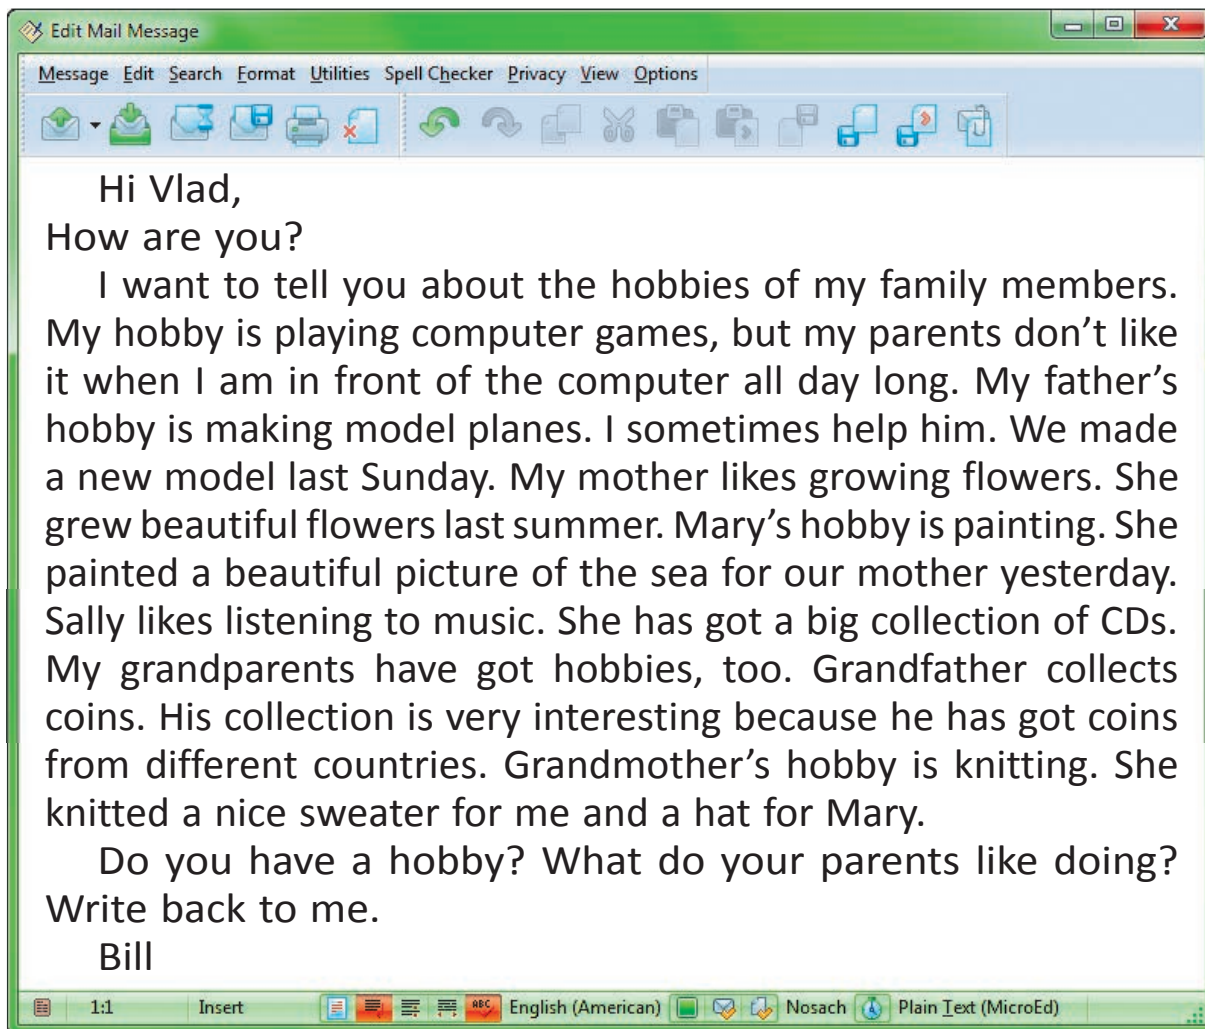 Edit Mail Message
Message Edit Search Format Utilities Spell Checker Privacy View Options
Hi Vlad,
How are you?
I want to tell you about the hobbies of my family members.
My hobby is playing computer games, but my parents don’t like
it when I am in front of the computer all day long. My father’s
hobby is making model planes. I sometimes help him. We made
a new model last Sunday. My mother likes growing flowers. She
grew beautiful flowers last summer. Mary’s hobby is painting. She
painted a beautiful picture of the sea for our mother yesterday.
Sally likes listening to music. She has got a big collection of CDs.
My grandparents have got hobbies, too. Grandfather collects
coins. His collection is very interesting because he has got coins
from different countries. Grandmother’s hobby is knitting. She
knitted a nice sweater for me and a hat for Mary.
Do you have a hobby? What do your parents like doing?
Write back to me.
Bill
1:1 Insert ABC English (American) Nosach Plain Text (MicroEd)